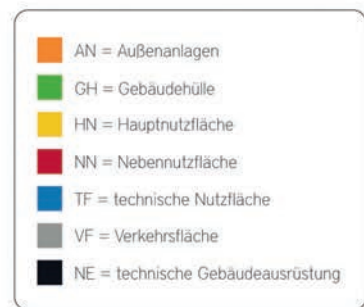 AN = Außenanlagen
GH = Gebäudehülle
HN = Hauptnutzfläche
NN = Nebennutzfläche
TF = technische Nutzfläche
VF = Verkehrsfläche
NE = technische Gebäudeausrüstung